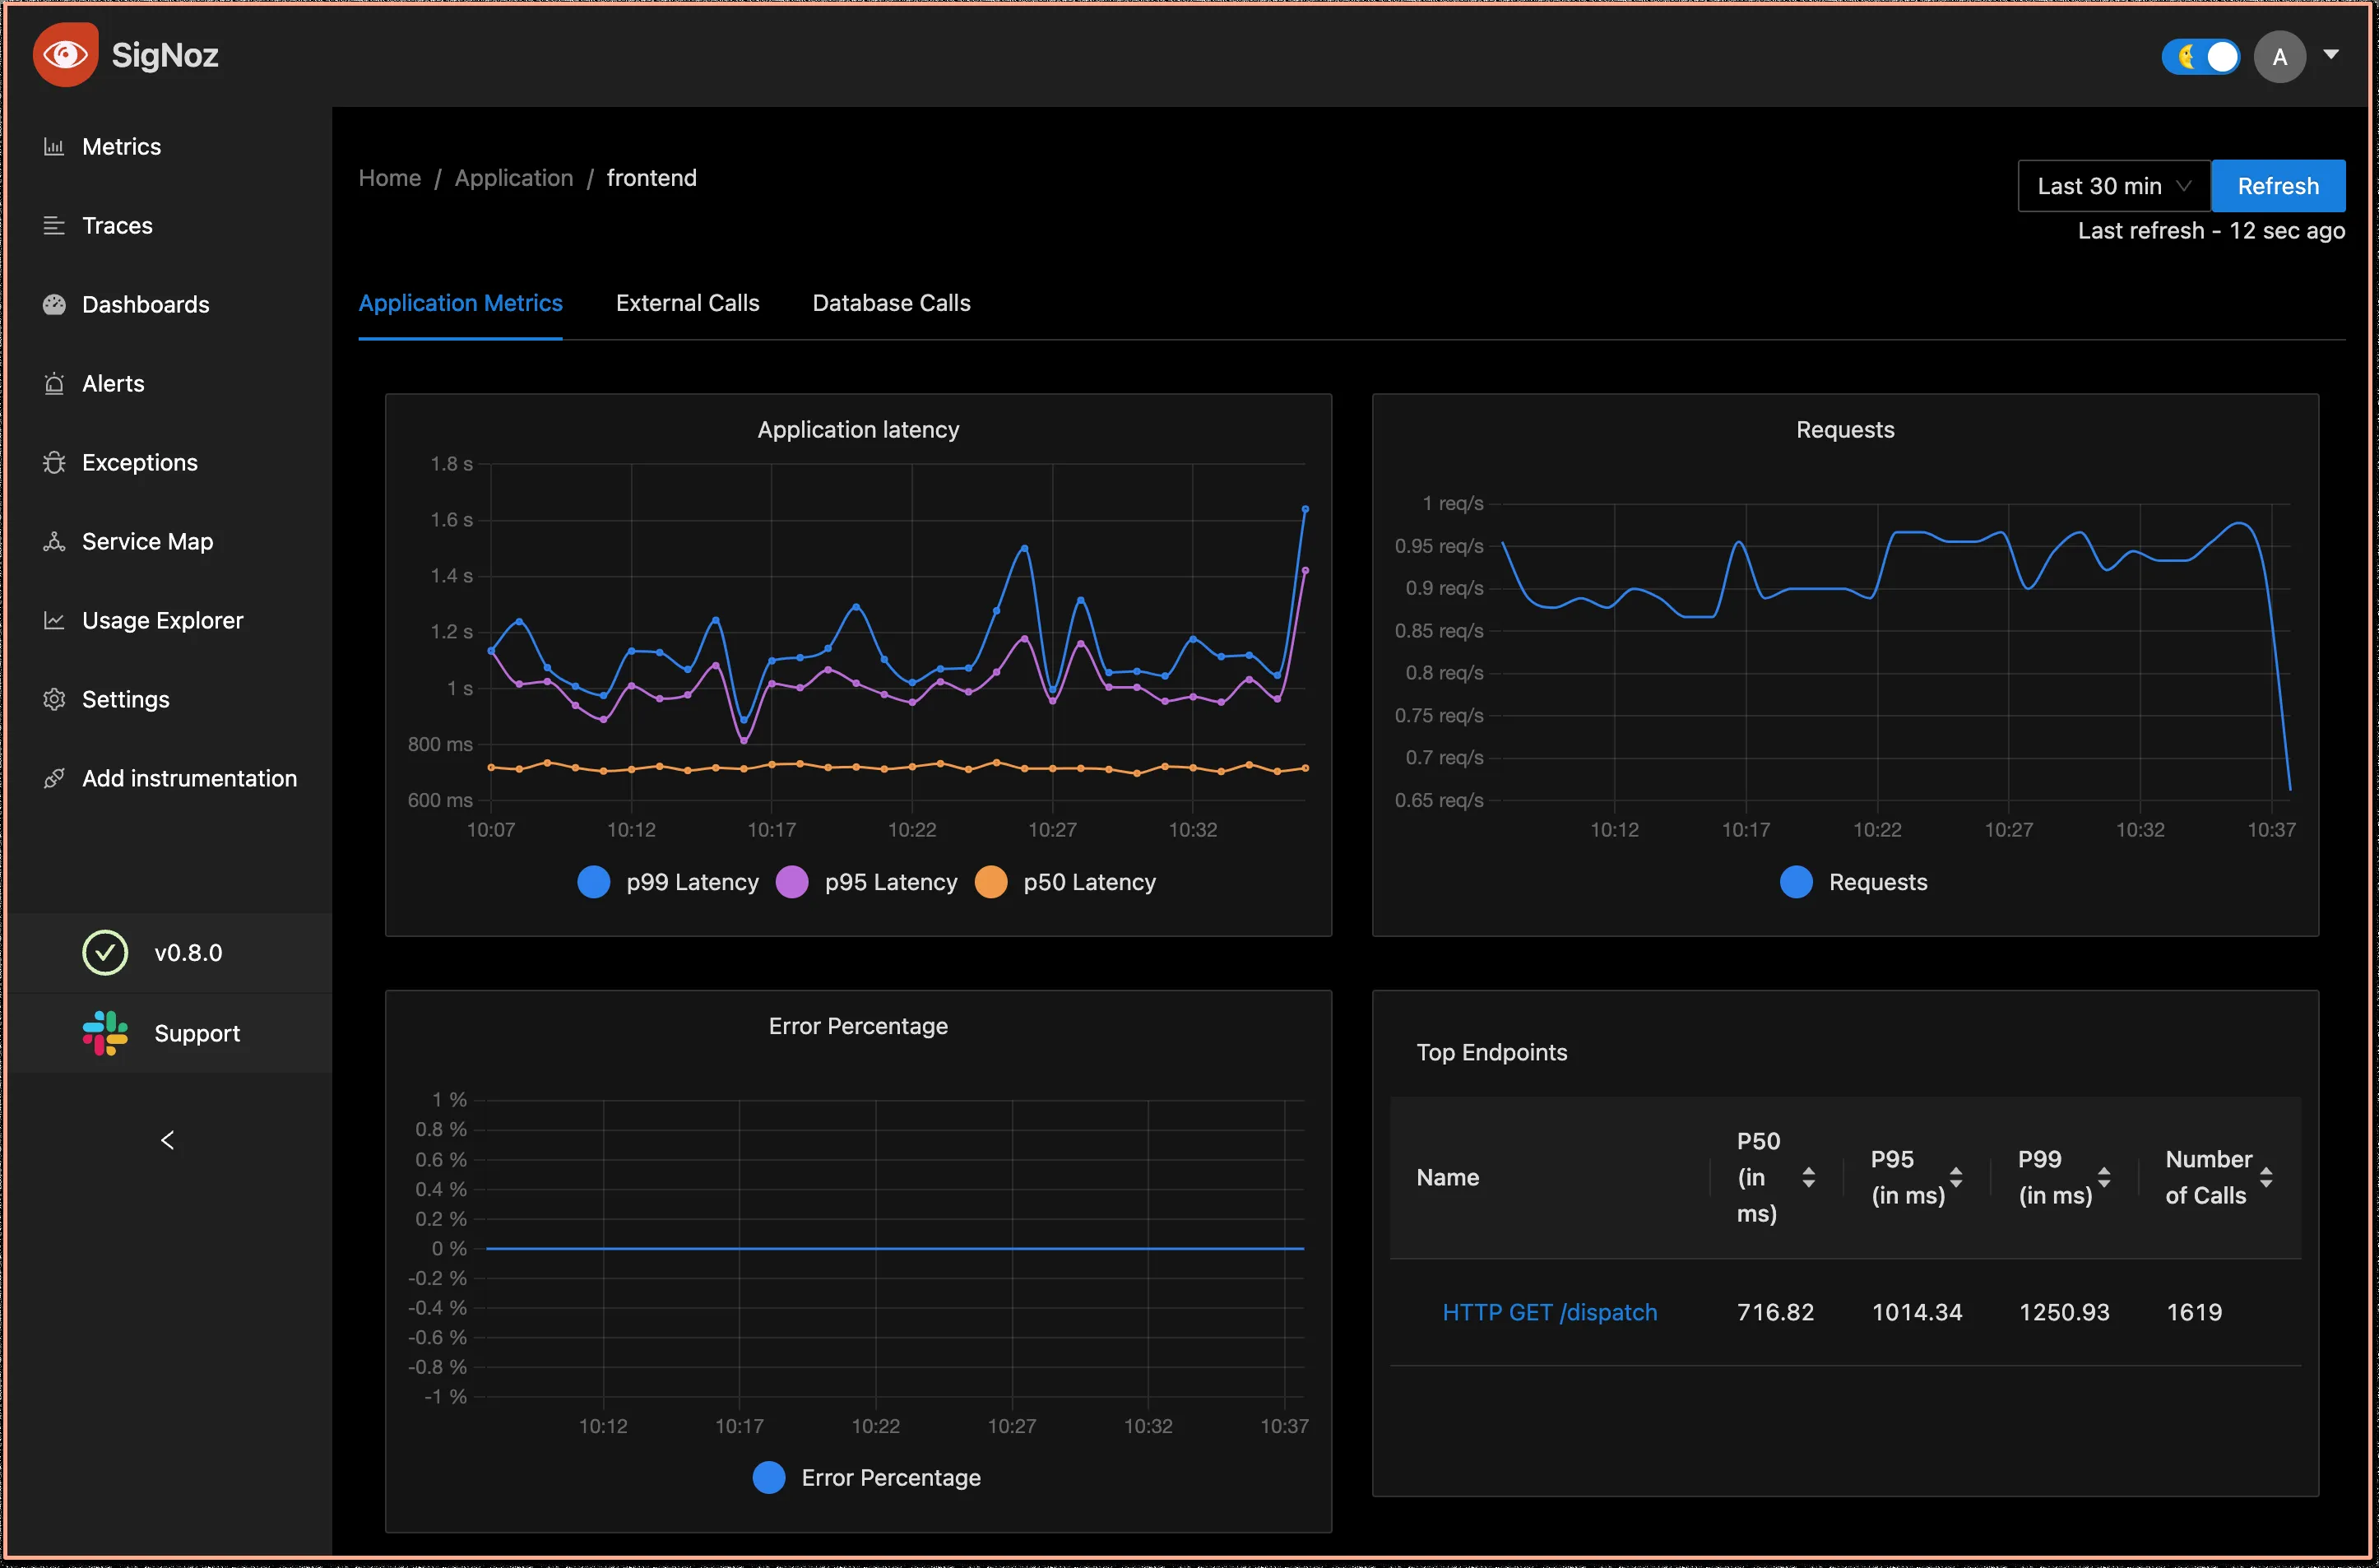 SigNoz
A
Metrics
Traces
Dashboards
Alerts
Exceptions
Service Map
Usage Explorer
Settings
Add instrumentation
v0.8.0
Support
Home / Application / frontend
Last 30 min
Refresh
Last refresh - 12 sec ago
Application Metrics
External Calls
Database Calls
Application latency
1.8 s
1.6 s
1.4 s
1.2 s
1 s
800 ms
600 ms
10:07 10:12 10:17 10:22 10:27 10:32
p99 Latency p95 Latency p50 Latency
Requests
1 req/s
0.95 req/s
0.9 req/s
0.85 req/s
0.8 req/s
0.75 req/s
0.7 req/s
0.65 req/s
10:12 10:17 10:22 10:27 10:32 10:37
Requests
Error Percentage
1 %
0.8 %
0.6 %
0.4 %
0.2 %
0 %
-0.2 %
-0.4 %
-0.6 %
-0.8 %
-1 %
10:12 10:17 10:22 10:27 10:32 10:37
Error Percentage
Top Endpoints
Name
P50
(in
ms)
P95
(in ms)
P99
(in ms)
Number
of Calls
HTTP GET /dispatch 716.82 1014.34 1250.93 1619